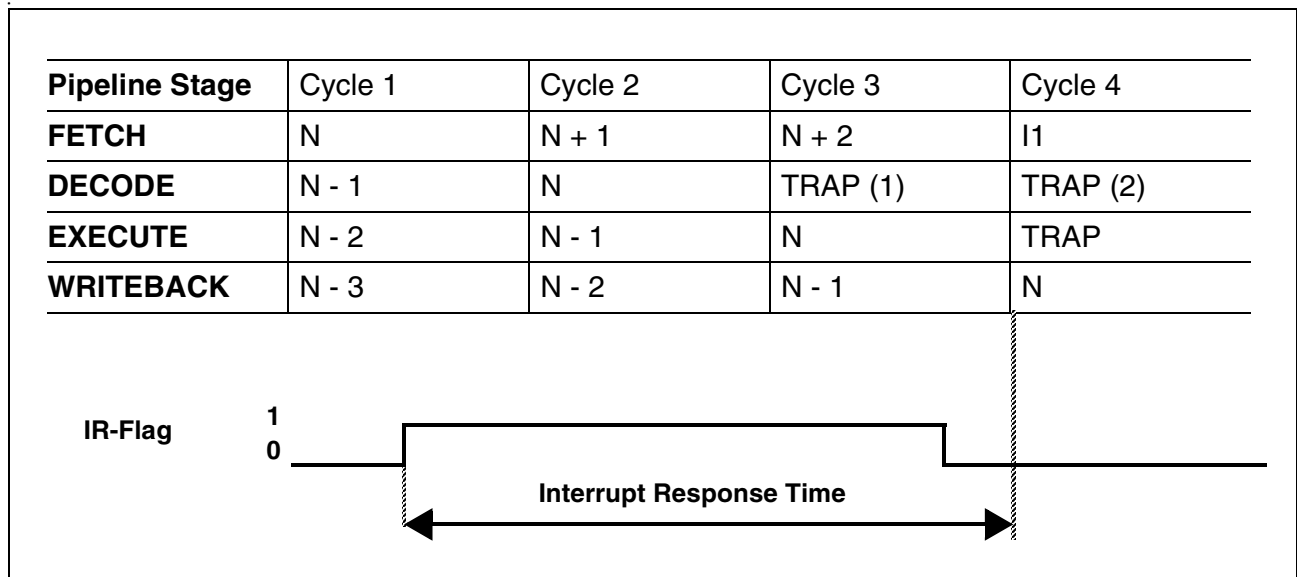 Pipeline Stage Cycle 1 Cycle 2 Cycle 3 Cycle 4
FETCH N N + 1 N + 2 I1
DECODE N - 1 N TRAP (1) TRAP (2)
EXECUTE N - 2 N - 1 N TRAP
WRITEBACK N - 3 N - 2 N - 1 N
IR-Flag 1
0
Interrupt Response Time